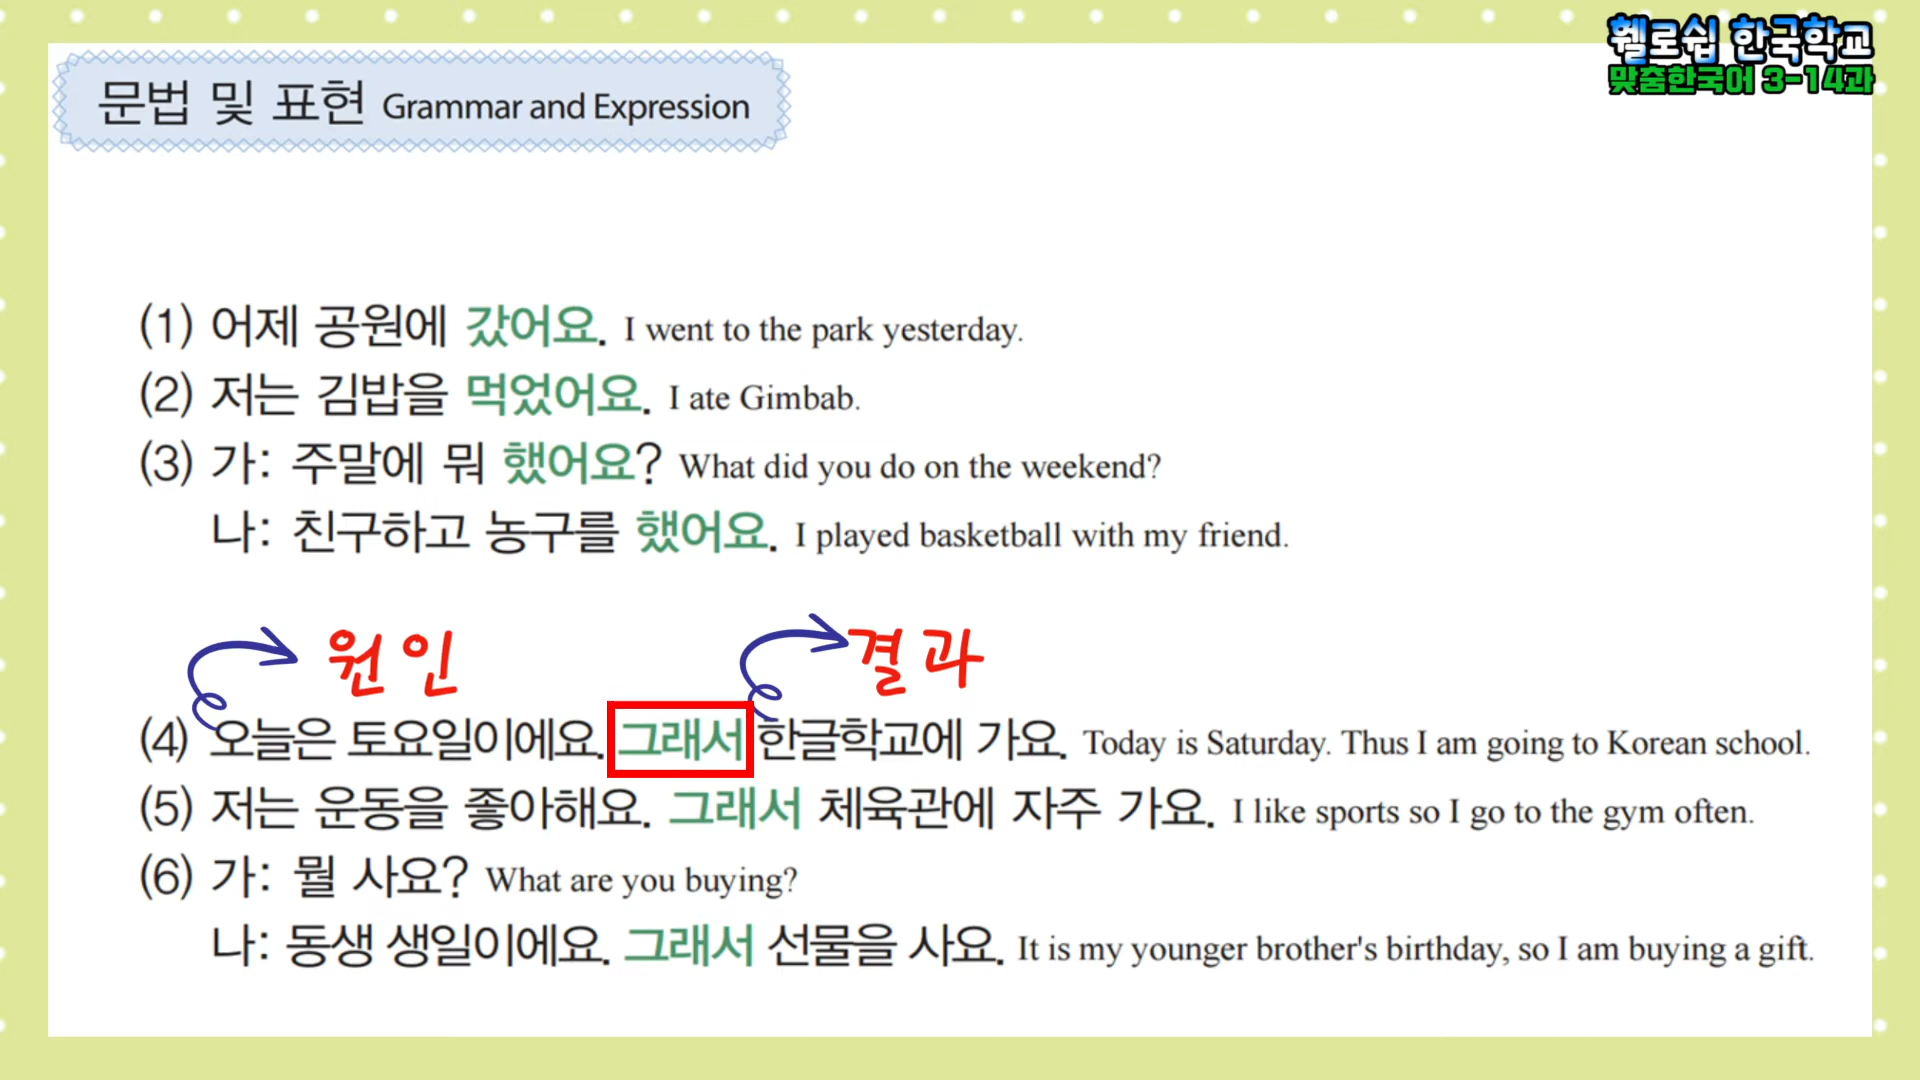 휄로쉽 한국학교
맞춤한국어 3-14과
문법 및 표현 Grammar and Expression
(1) 어제 공원에 갔어요. I went to the park yesterday.
(2) 저는 김밥을 먹었어요. I ate Gimbab.
(3) 가: 주말에 뭐 했어요? What did you do on the weekend?
나: 친구하고 농구를 했어요. I played basketball with my friend.
원인 결과
(4) 오늘은 토요일이에요. 그래서 한글학교에 가요. Today is Saturday. Thus I am going to Korean school.
(5) 저는 운동을 좋아해요. 그래서 체육관에 자주 가요. I like sports so I go to the gym often.
(6) 가: 뭘 사요? What are you buying?
나: 동생 생일이에요. 그래서 선물을 사요. It is my younger brother's birthday, so I am buying a gift.